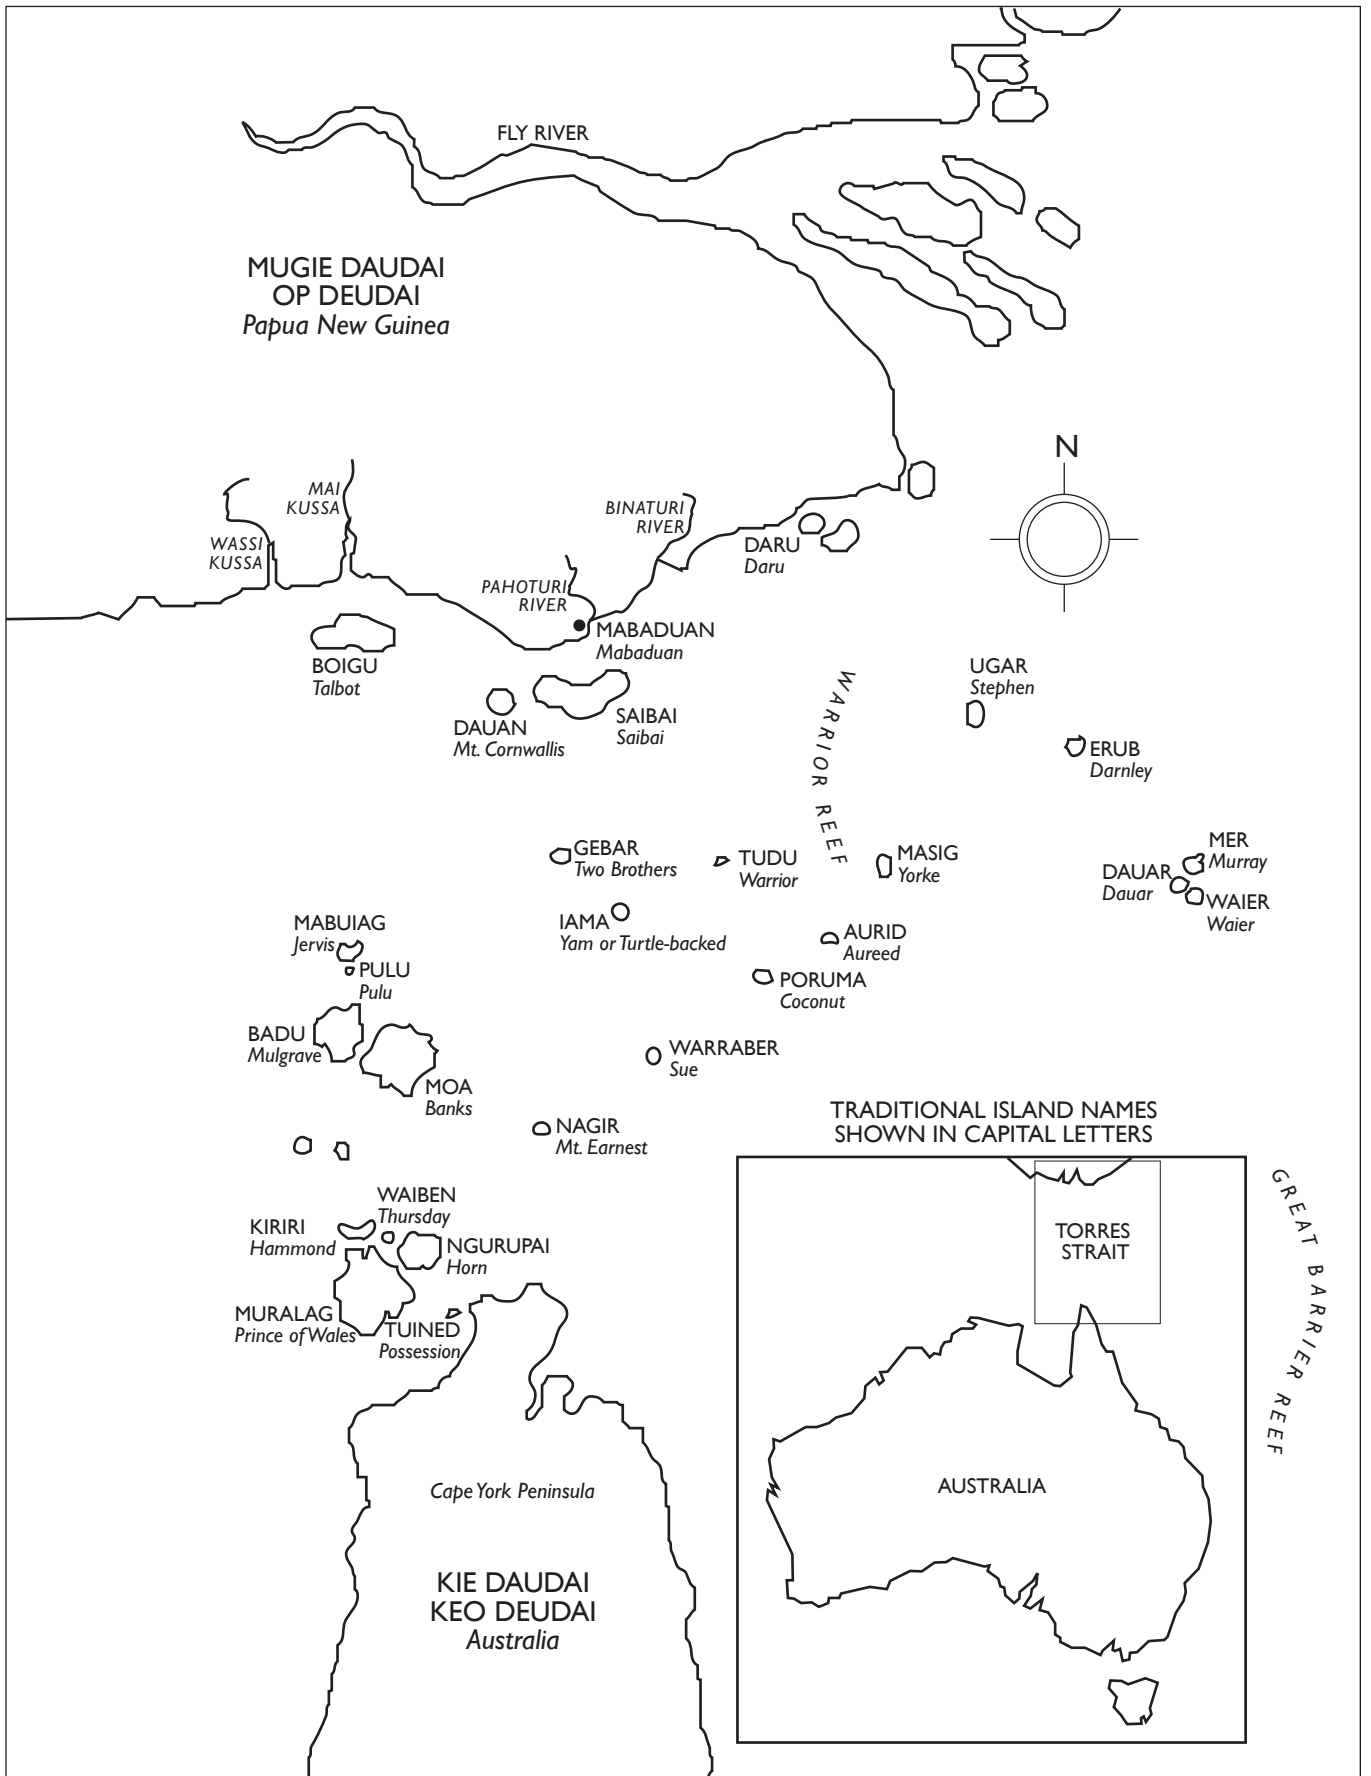 FLY RIVER
MUGIE DAUDAI
OP DEUDAI
Papua New Guinea
N
MAI
KUSSA
WASSI
KUSSA
BINATURI
RIVER
DARU
Daru
PAHOTURI
RIVER
MABADUAN
Mabaduan
BOIGU
Talbot
DAUAN
Mt. Cornwallis
SAIBAI
Saibai
WARRIOR REEF
UGAR
Stephen
ERUB
Darnley
GEBAR
Two Brothers
TUDU
Warrior
MASIG
Yorke
MER
Murray
DAUAR
Dauar
WAIER
Waier
IAMA
Yam or Turtle-backed
AURID
Aureed
PORUMA
Coconut
MABUIAG
Jervis
PULU
Pulu
BADU
Mulgrave
MOA
Banks
WARRABER
Sue
NAGIR
Mt. Earnest
WAIBEN
Thursday
KIRIRI
Hammond
NGURUPAI
Horn
MURALAG
Prince of Wales
TUINED
Possession
Cape York Peninsula
KIE DAUDAI
KEO DEUDAI
Australia
TRADITIONAL ISLAND NAMES
SHOWN IN CAPITAL LETTERS
TORRES
STRAIT
AUSTRALIA
GREAT BARRIER REEF